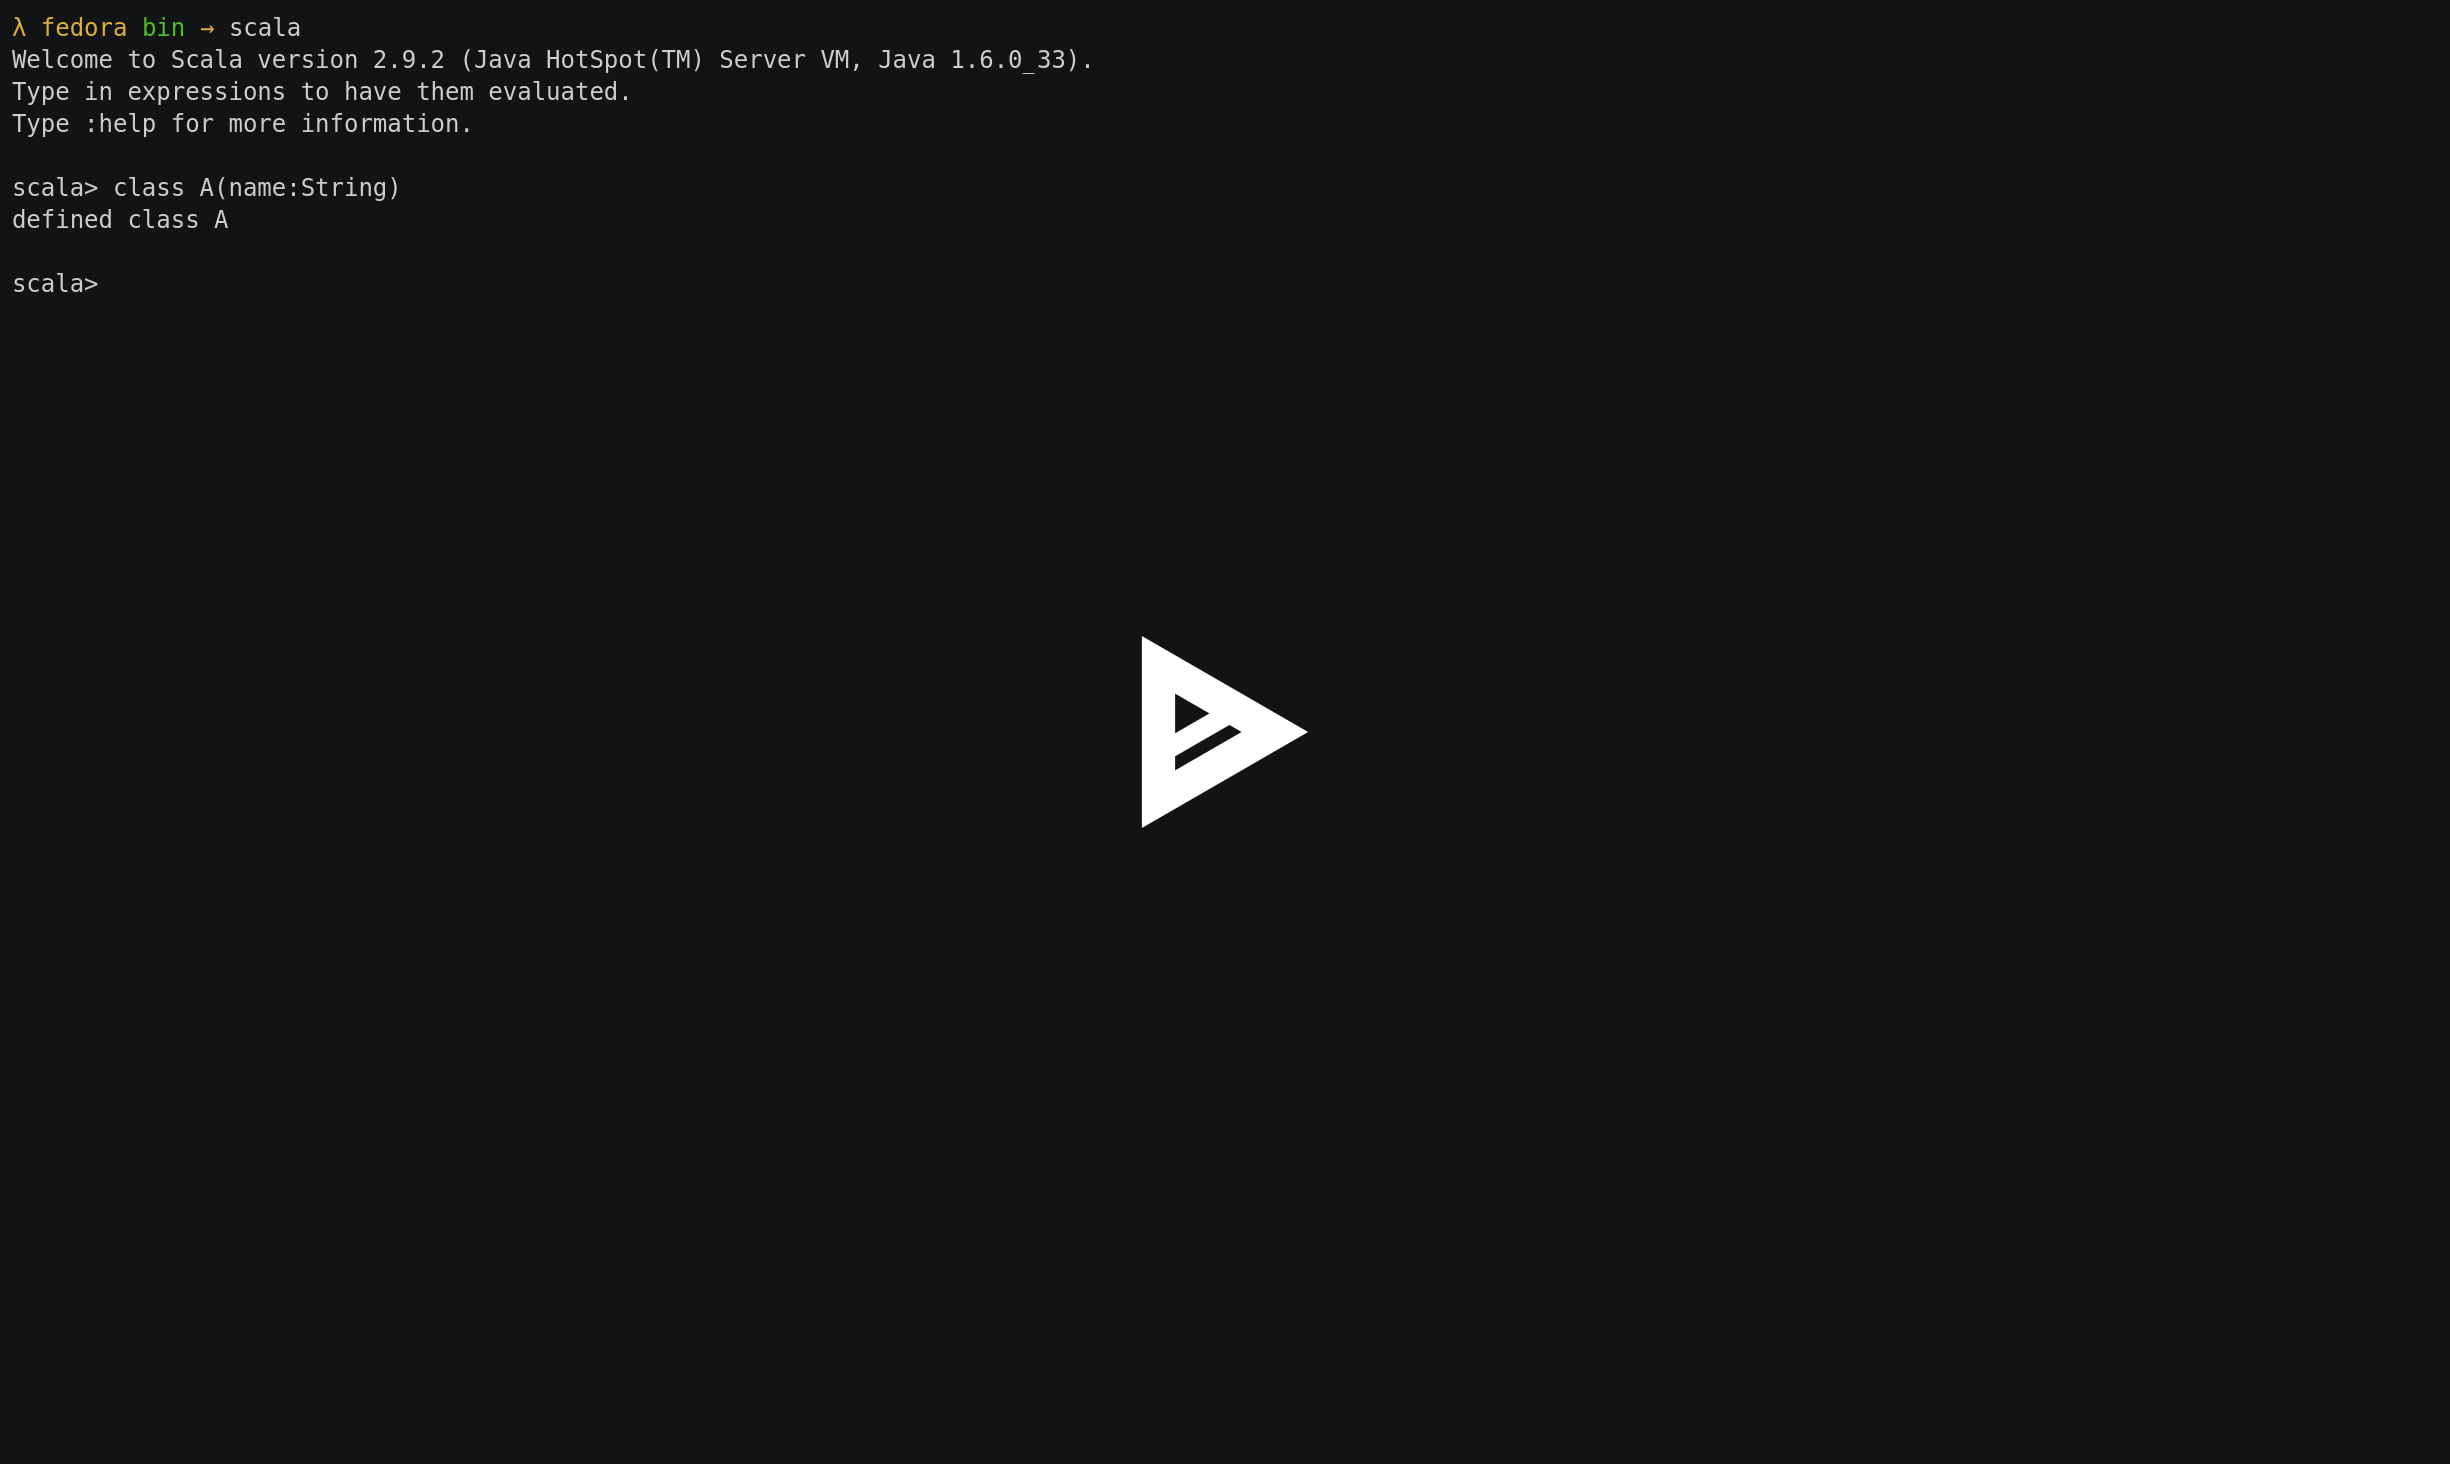 λ fedora bin → scala
Welcome to Scala version 2.9.2 (Java HotSpot(TM) Server VM, Java 1.6.0_33).
Type in expressions to have them evaluated.
Type :help for more information.
scala> class A(name:String)
defined class A
scala>